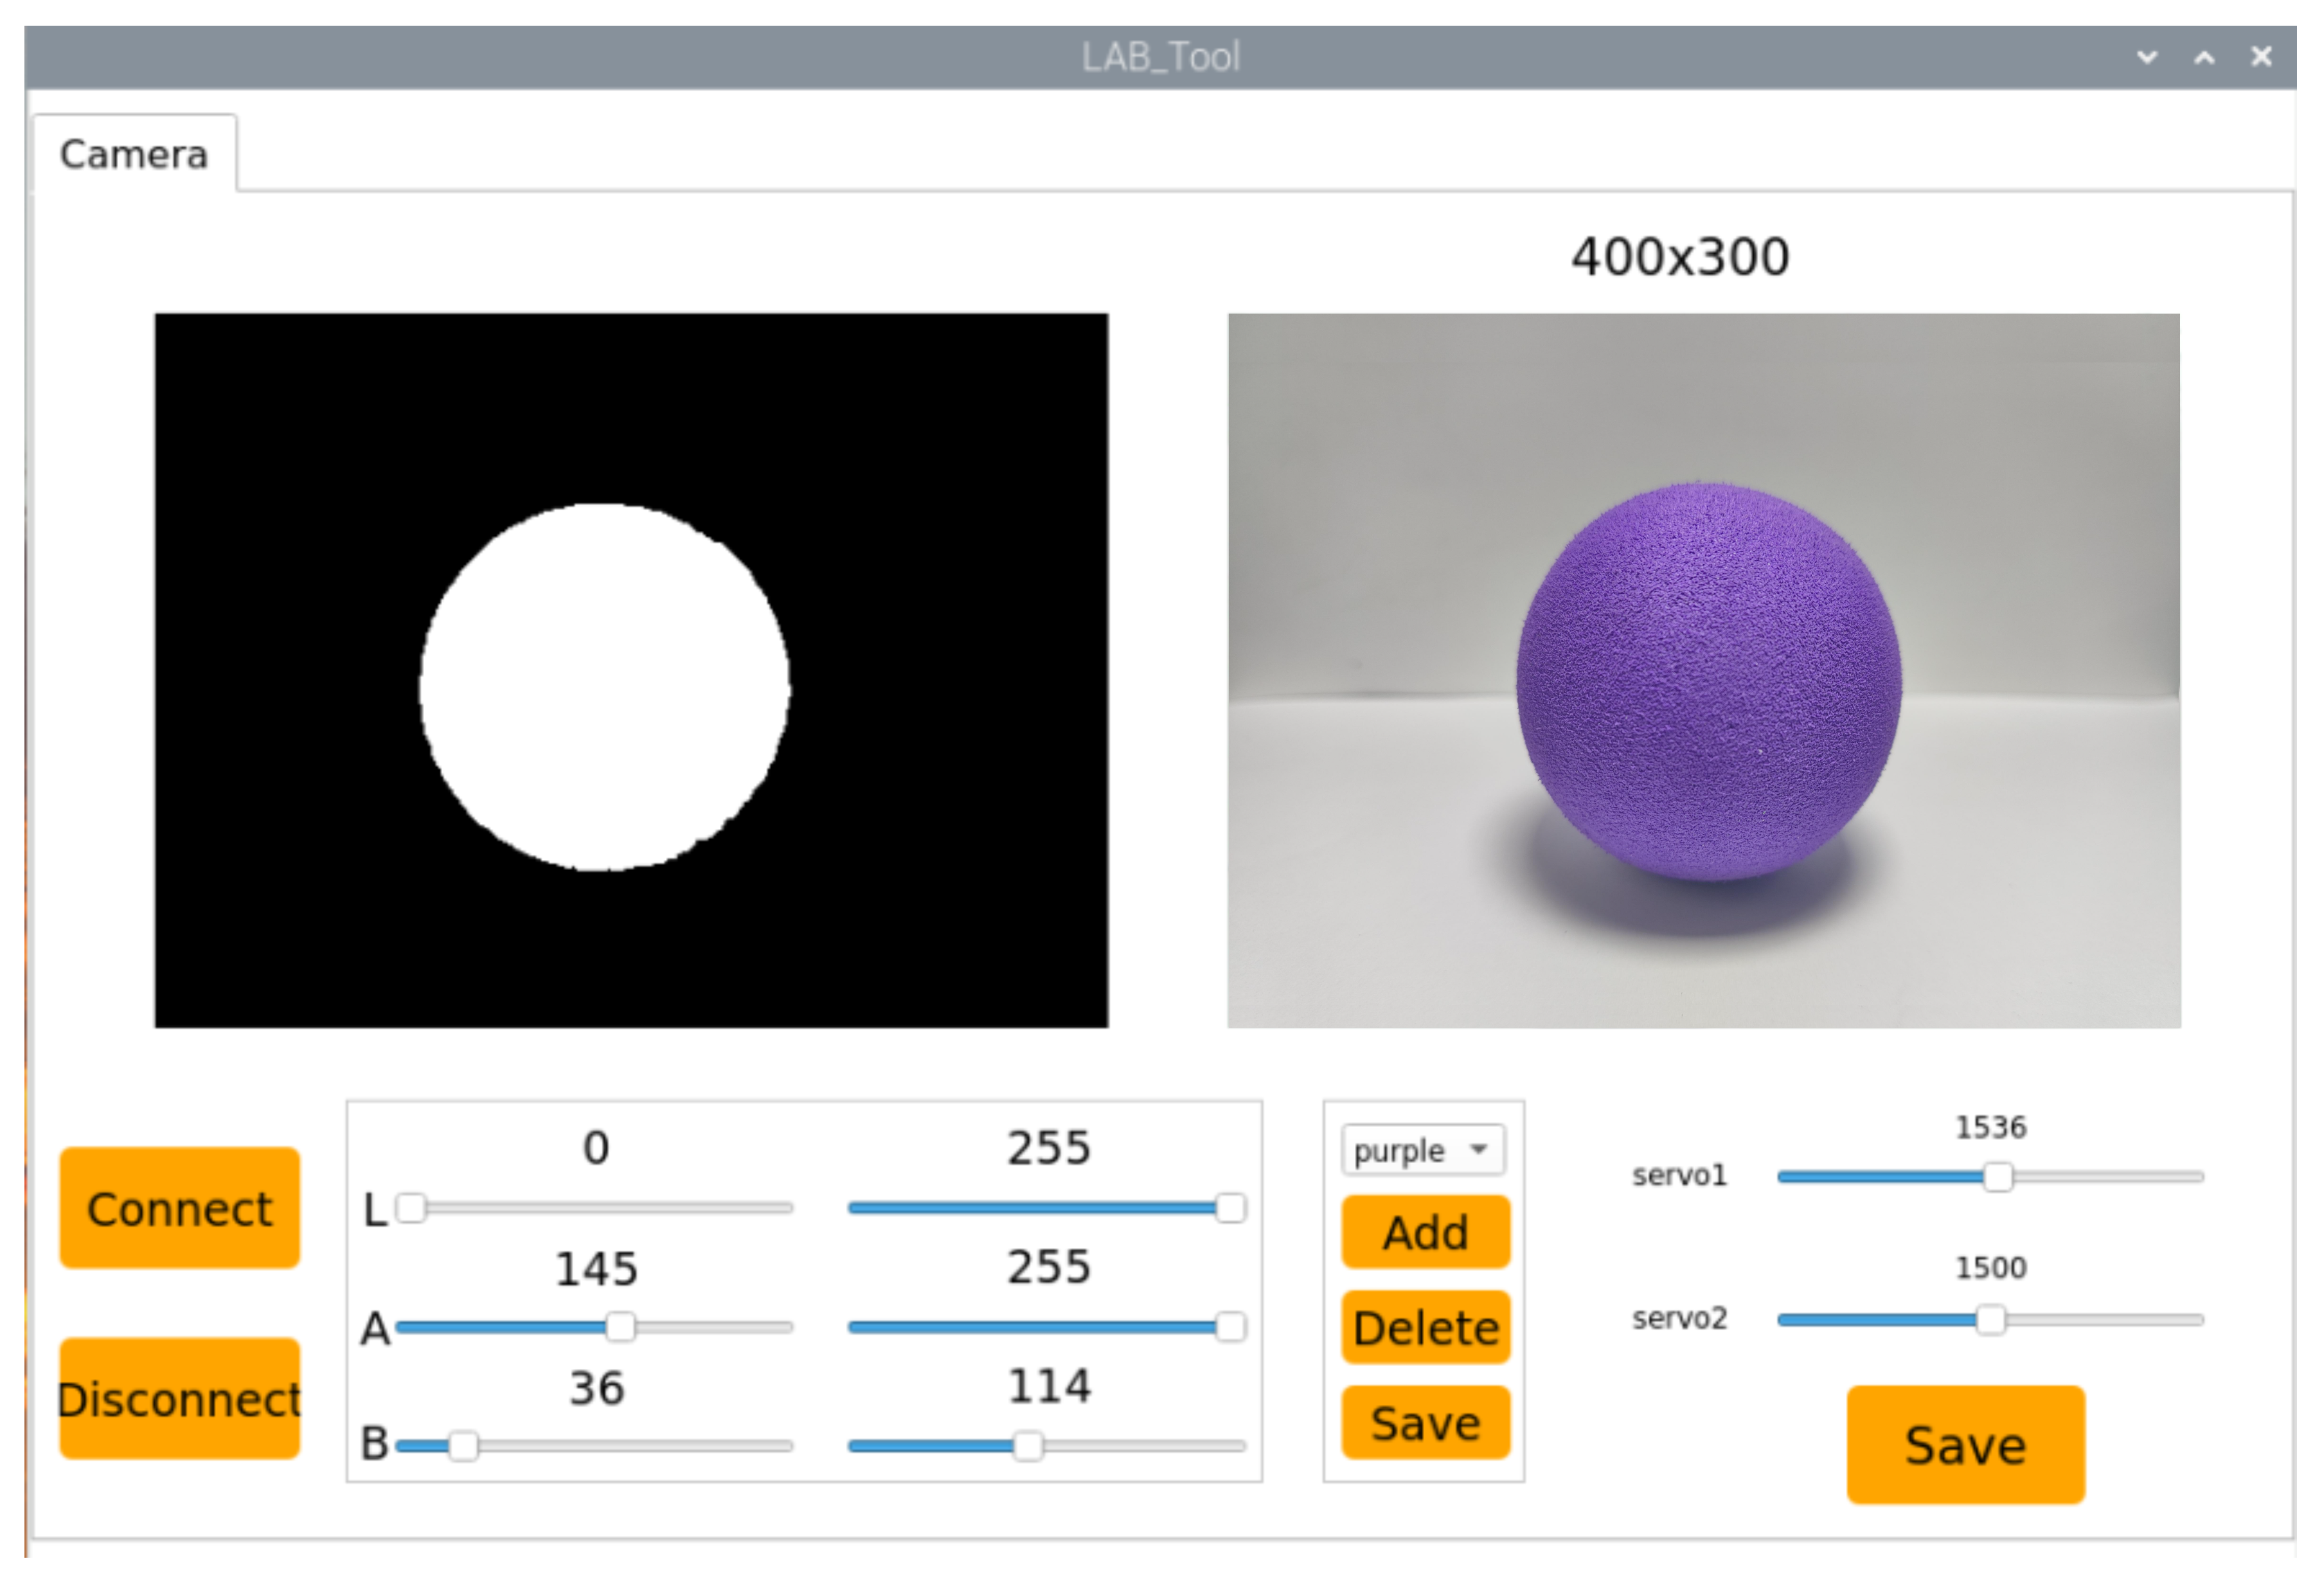 LAB_Tool
Camera
400x300
Connect
Disconnect
0 255
L
145 255
A
36 114
B
purple
Add
Delete
Save
1536
servo1
1500
servo2
Save